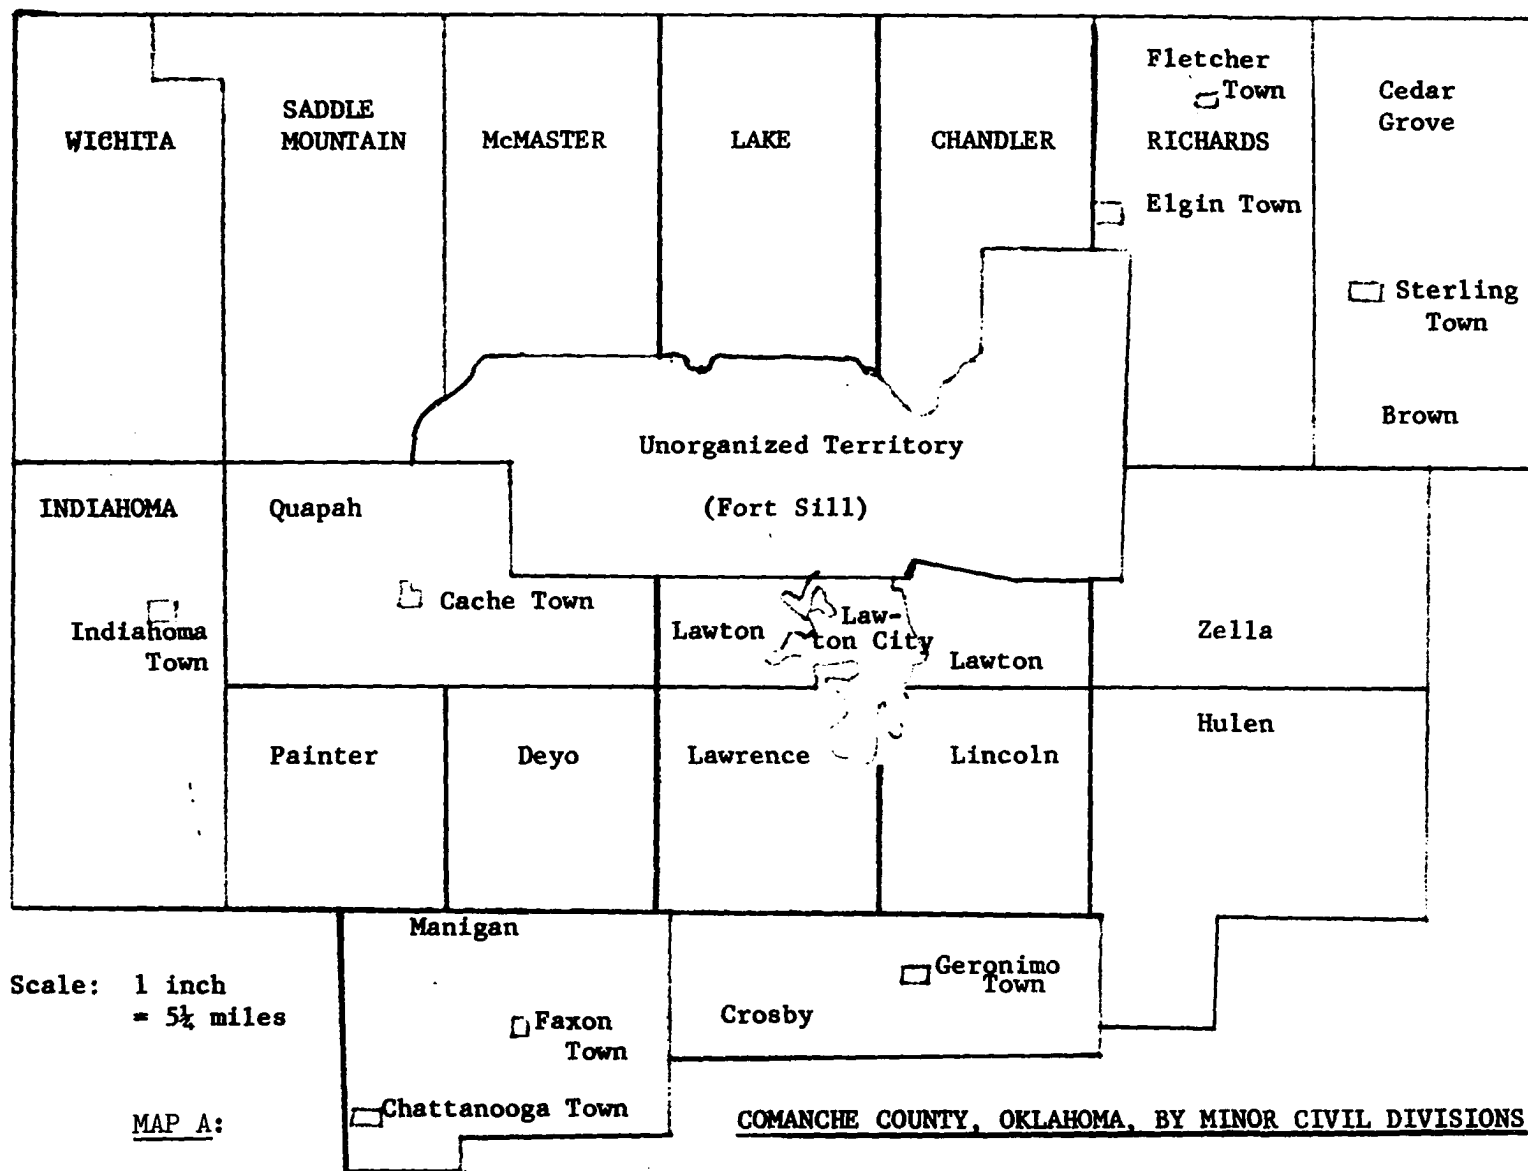 Fletcher
Town
Cedar
Grove
SADDLE
MOUNTAIN
WICHITA
McMASTER
LAKE
CHANDLER
RICHARDS
Elgin Town
Sterling
Town
Brown
Unorganized Territory
(Fort Sill)
INDIAHOMA
Quapah
Cache Town
Indiahoma
Town
Lawton
Law-
ton City
Lawton
Zella
Hulen
Painter
Deyo
Lawrence
Lincoln
Manigan
Geronimo
Town
Scale: 1 inch
= 5¼ miles
Faxon
Town
Crosby
Chattanooga Town
MAP A:
COMANCHE COUNTY, OKLAHOMA, BY MINOR CIVIL DIVISIONS